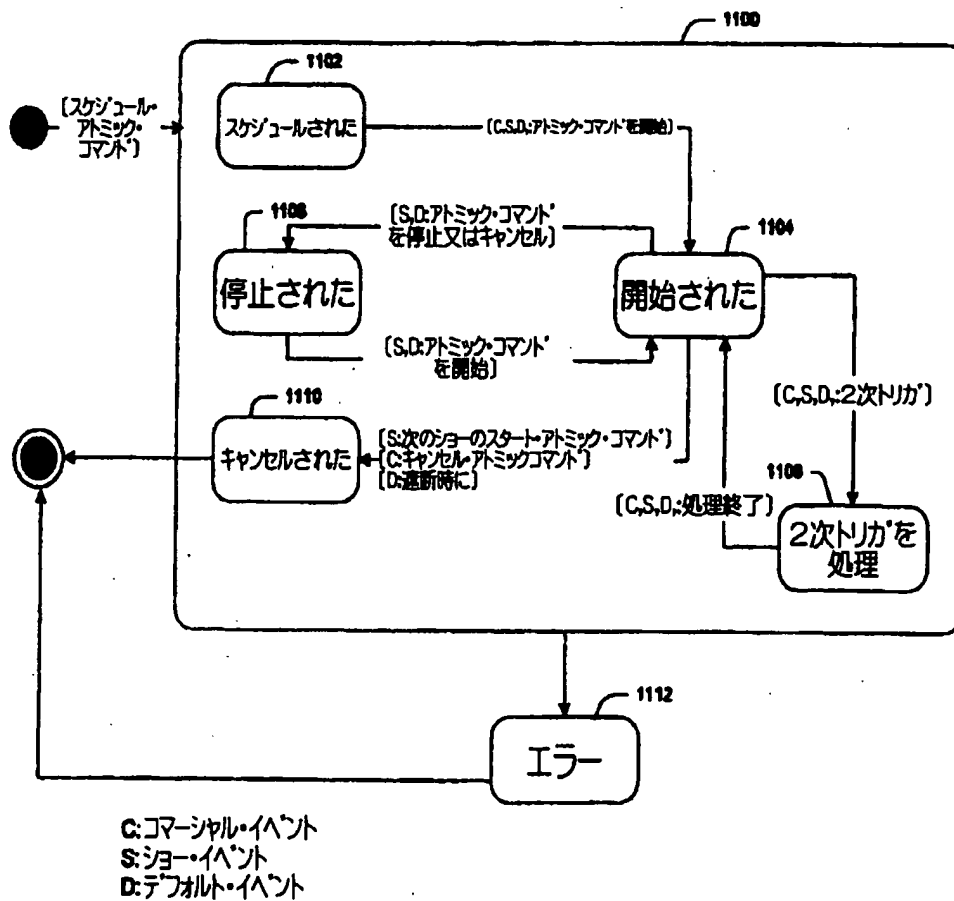 1100
1102
[スケジュール・
アトミック・
コマンド]
スケジュールされた
[C,S,D,:アトミック・コマンドを開始]
1108
[S,D:アトミック・コマンド
を停止又はキャンセル]
1104
停止された
開始された
[S,D:アトミック・コマンド
を開始]
[C,S,D,:2次トリガ]
1110
キャンセルされた
[S:次のショーのスタート・アトミック・コマンド]
[C:キャンセル・アトミックコマンド]
[D:遮断時に]
1106
[C,S,D,:処理終了]
2次トリガを
処理
1112
エラー
C:コマーシャル・イベント
S:ショー・イベント
D:デフォルト・イベント